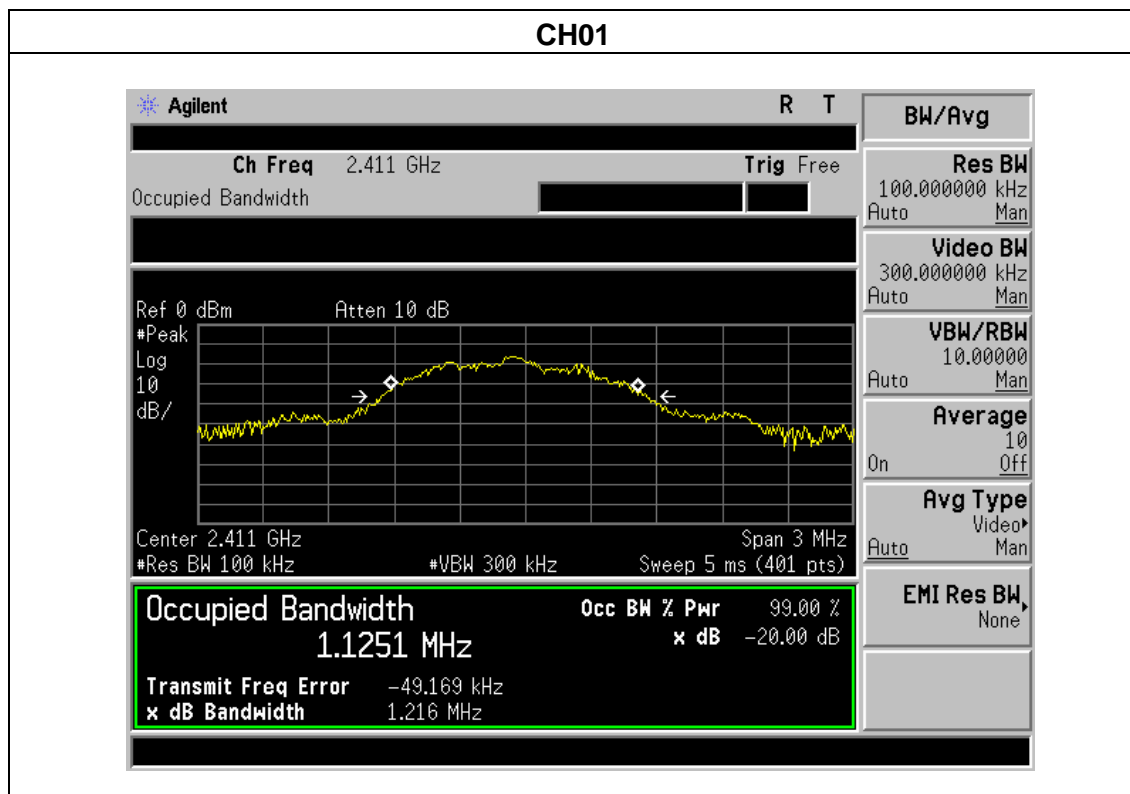 CH01
Agilent R T
Ch Freq 2.411 GHz Trig Free
Occupied Bandwidth
Ref 0 dBm Atten 10 dB
#Peak
Log
10
dB/
Center 2.411 GHz Span 3 MHz
#Res BW 100 kHz #VBW 300 kHz Sweep 5 ms (401 pts)
Occupied Bandwidth Occ BW % Pwr 99.00 %
1.1251 MHz x dB -20.00 dB
Transmit Freq Error -49.169 kHz
x dB Bandwidth 1.216 MHz
BW/Avg
Res BW
100.000000 kHz
Auto Man
Video BW
300.000000 kHz
Auto Man
VBW/RBW
10.00000
Auto Man
Average
10
On Off
Avg Type
Video
Auto Man
EMI Res BW
None